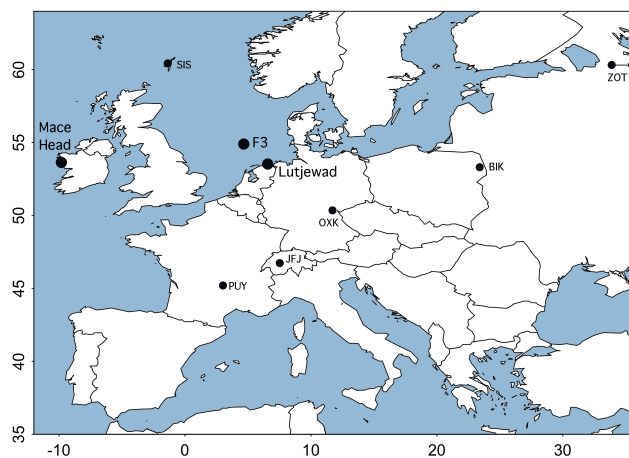 60
SIS
ZOT
Mace
Head
F3
55
Lutjewad
BIK
50
OXK
JFJ
45
PUY
40
35
-10 0 10 20 30